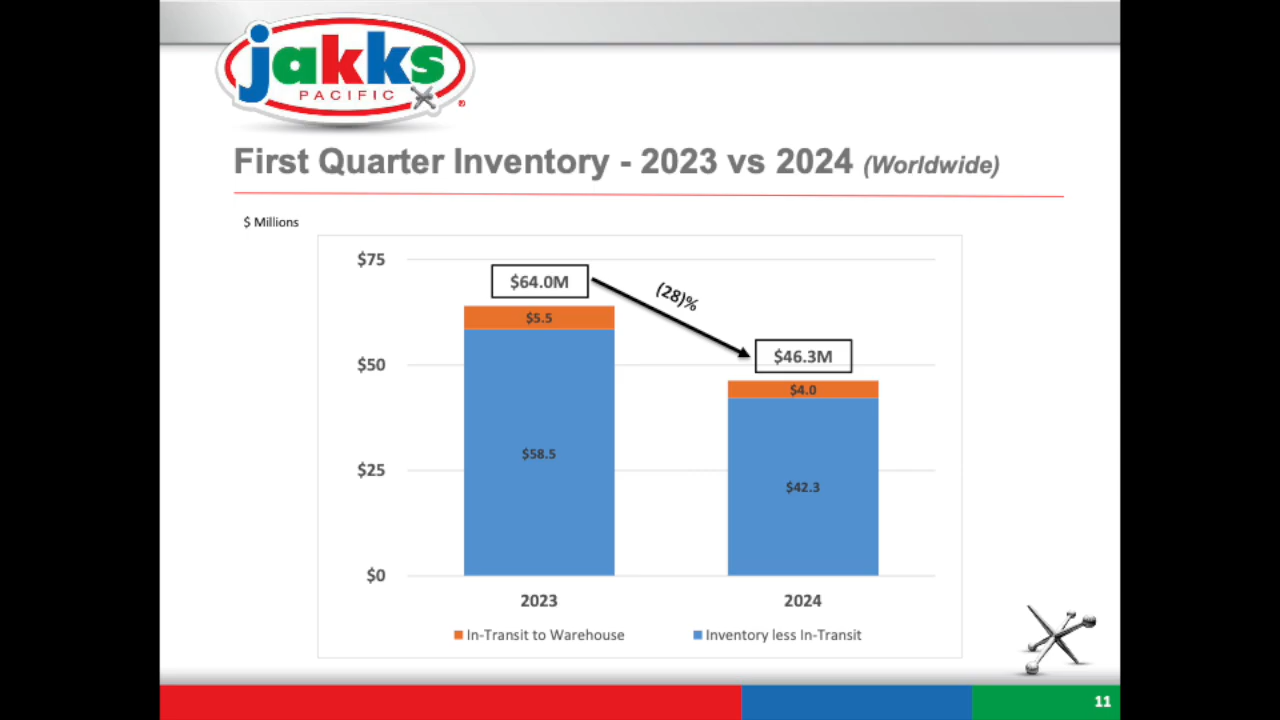 jakks
PACIFIC
®
First Quarter Inventory - 2023 vs 2024 (Worldwide)
$ Millions
$75
$64.0M
(28)%
$5.5
$50
$46.3M
$4.0
$58.5
$25
$42.3
$0
2023
2024
In-Transit to Warehouse
Inventory less In-Transit
11